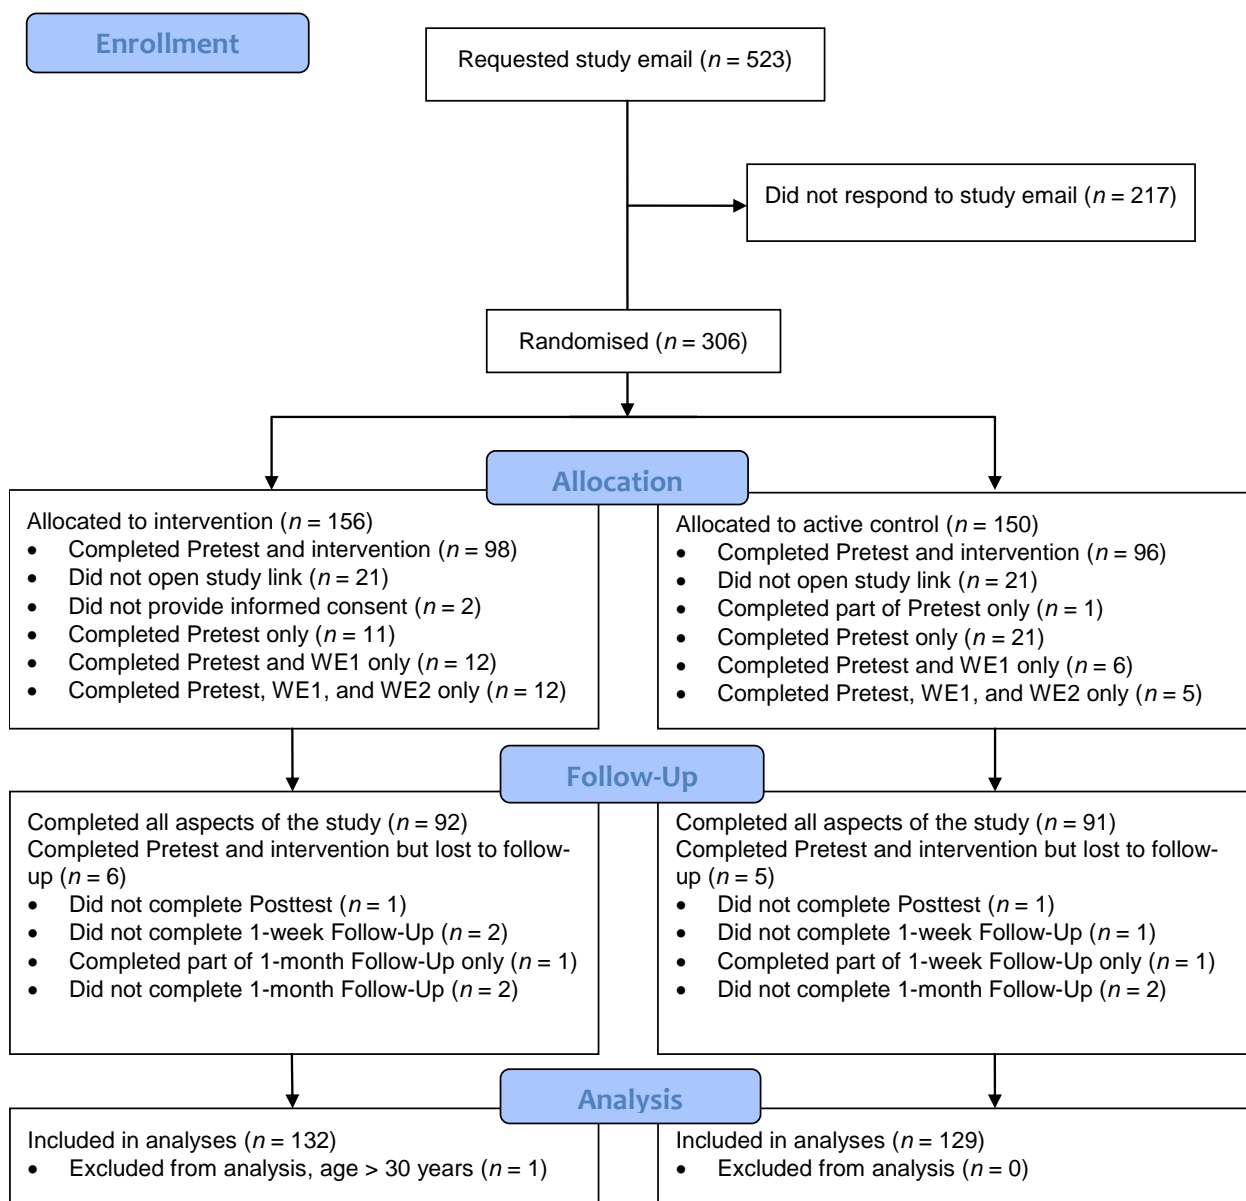 Enrollment
Requested study email (n = 523)
Did not respond to study email (n = 217)
Randomised (n = 306)
Allocation
Allocated to intervention (n = 156)
• Completed Pretest and intervention (n = 98)
• Did not open study link (n = 21)
• Did not provide informed consent (n = 2)
• Completed Pretest only (n = 11)
• Completed Pretest and WE1 only (n = 12)
• Completed Pretest, WE1, and WE2 only (n = 12)
Allocated to active control (n = 150)
• Completed Pretest and intervention (n = 96)
• Did not open study link (n = 21)
• Completed part of Pretest only (n = 1)
• Completed Pretest only (n = 21)
• Completed Pretest and WE1 only (n = 6)
• Completed Pretest, WE1, and WE2 only (n = 5)
Follow-Up
Completed all aspects of the study (n = 92)
Completed Pretest and intervention but lost to follow-
up (n = 6)
• Did not complete Posttest (n = 1)
• Did not complete 1-week Follow-Up (n = 2)
• Completed part of 1-month Follow-Up only (n = 1)
• Did not complete 1-month Follow-Up (n = 2)
Completed all aspects of the study (n = 91)
Completed Pretest and intervention but lost to follow-
up (n = 5)
• Did not complete Posttest (n = 1)
• Did not complete 1-week Follow-Up (n = 1)
• Completed part of 1-week Follow-Up only (n = 1)
• Did not complete 1-month Follow-Up (n = 2)
Analysis
Included in analyses (n = 132)
• Excluded from analysis, age > 30 years (n = 1)
Included in analyses (n = 129)
• Excluded from analysis (n = 0)